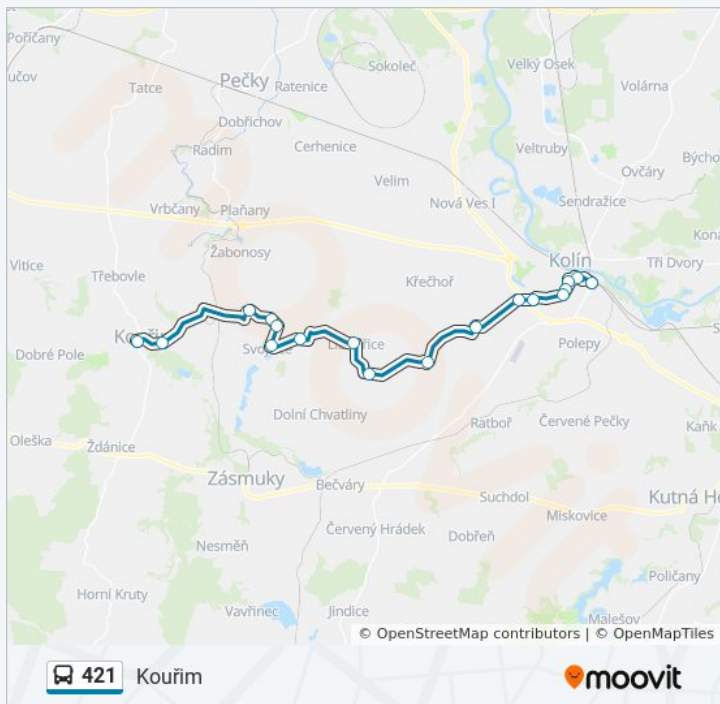 Poříčany
Sokoleč
Velký Osek
učov
Tatce
Pečky
Ratenice
Volárna
Dobřichov
Radim
Cerhenice
Veltruby
Býcho
Ovčáry
Velim
Vrbčany
Plaňany
Nová Ves I
Sendražice
Kona
Žabonosy
Kolín
Tři Dvory
Vitice
Třebovle
Křečhoř
Dobré Pole
Polepy
Dolní Chvatliny
Ratboř
Červené Pečky
Kaňk
Oleška
Ždánice
Zásmuky
Bečváry
Suchdol
Kutná Ho
Miskovice
Nesměň
Červený Hrádek
Dobřeň
Poličany
Horní Kruty
Vavřinec
Jindice
Malešov
© OpenStreetMap contributors | © OpenMapTiles
421 Kouřim
moovit